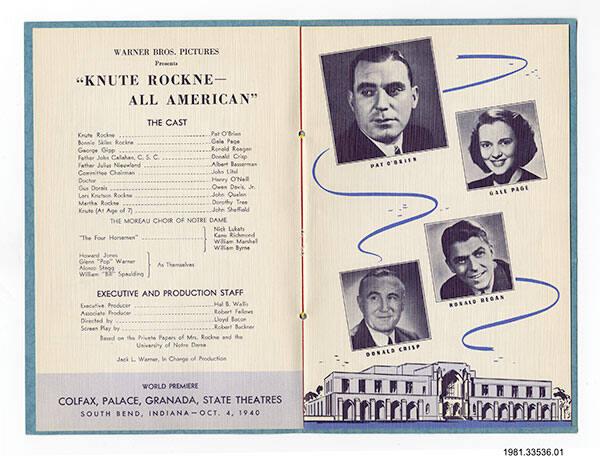 WARNER BROS. PICTURES
Presents
"KNUTE ROCKNE—
ALL AMERICAN"
THE CAST
Knute Rockne Pat O'Brien
Bonnie Skiles Rockne Gale Page
George Gipp Ronald Reagan
Father John Callahan, C. S. C. Donald Crisp
Father Julius Nieuwland Albert Basserman
Committee Chairman John Litel
Doctor Henry O'Neill
Gus Dorais Owen Davis, Jr.
Lars Knutson Rockne John Qualen
Martha Rockne Dorothy Tree
Knute (At Age of 7) John Sheffield
THE MOREAU CHOIR OF NOTRE DAME
"The Four Horsemen" Nick Lukats
Kane Richmond
William Marshall
William Byrne
Howard Jones
Glenn "Pop" Warner
Alonzo Stagg
William "Bill" Spaulding
As Themselves
EXECUTIVE AND PRODUCTION STAFF
Executive Producer Hal B. Wallis
Associate Producer Robert Fellows
Directed by Lloyd Bacon
Screen Play by Robert Buckner
Based on the Private Papers of Mrs. Rockne and the
University of Notre Dame
Jack L. Warner, In Charge of Production
WORLD PREMIERE
COLFAX, PALACE, GRANADA, STATE THEATRES
SOUTH BEND, INDIANA—OCT. 4, 1940
PAT O'BRIEN
GALE PAGE
RONALD REGAN
DONALD CRISP
1981.33536.01